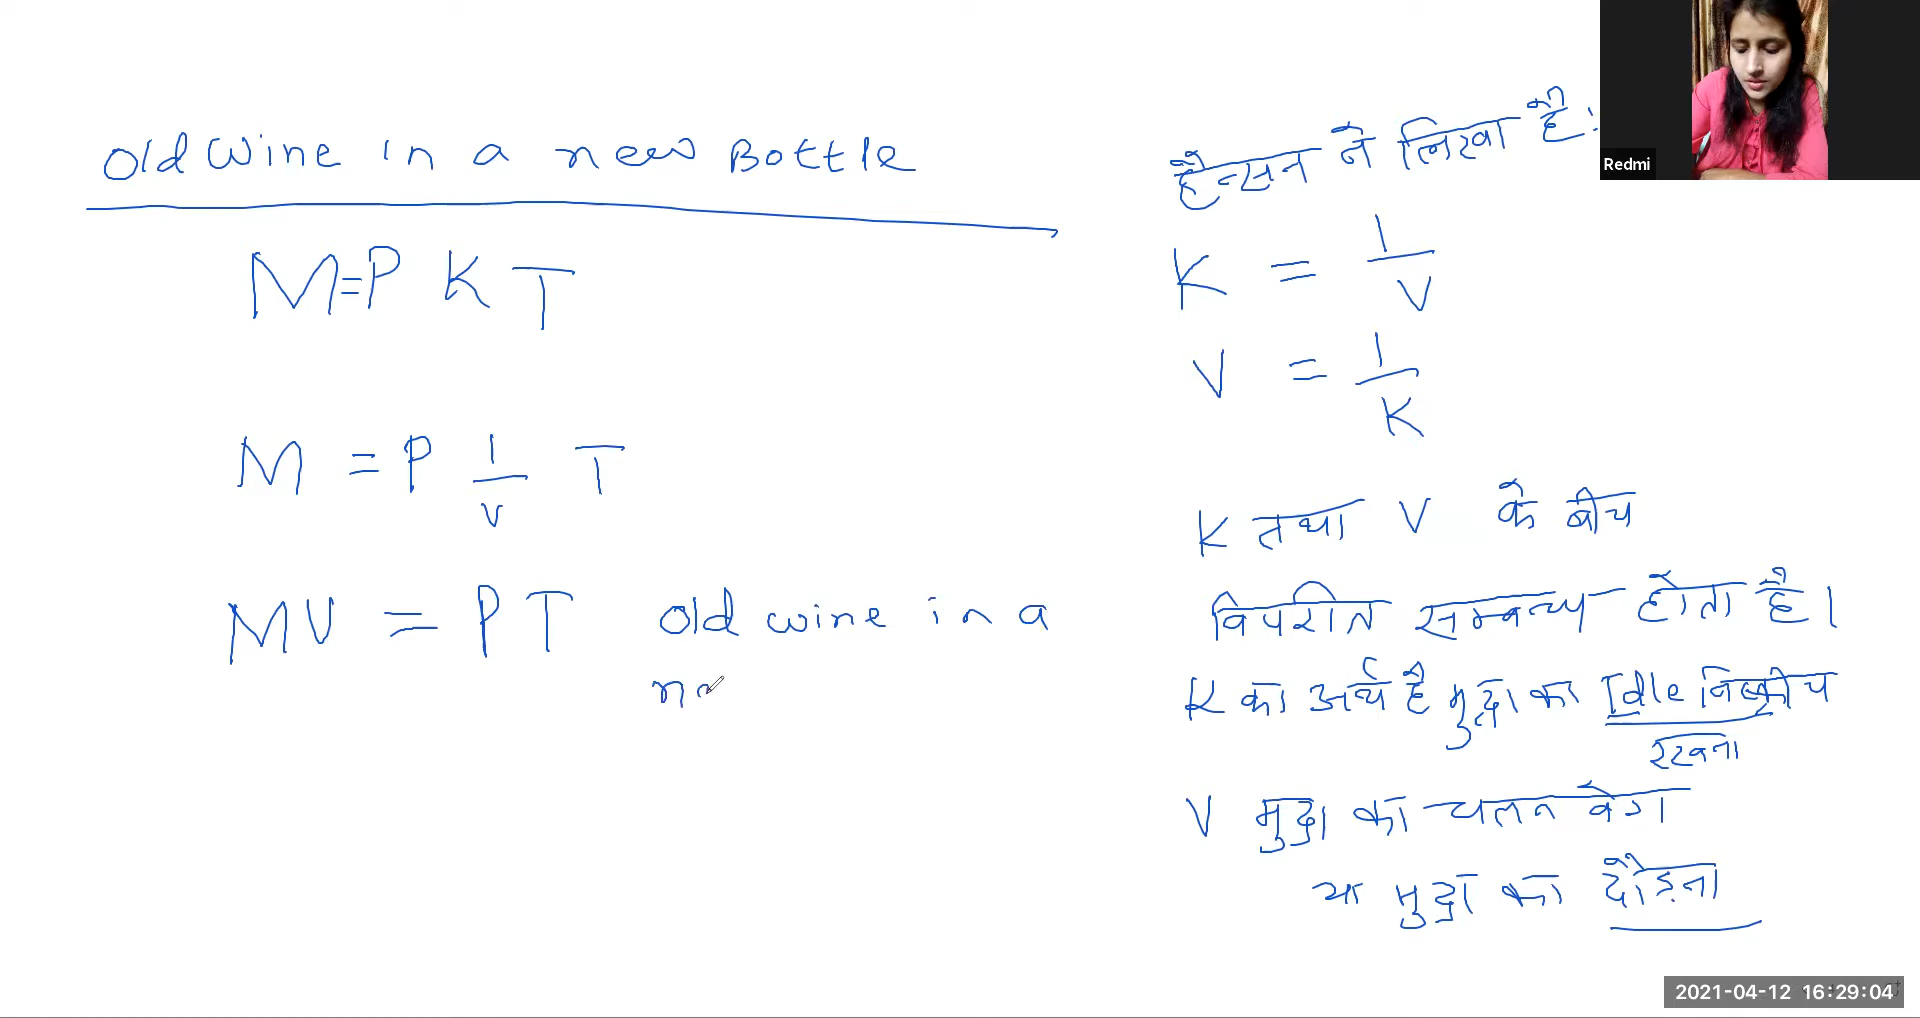 Old Wine in a new Bottle
M=P K T
M = P 1/V T
MV = PT Old wine in a
ne
हैन्सन ने लिखा है:
K = 1/V
V = 1/K
K तथा V के बीच
विपरीत सम्बन्ध होता है।
K का अर्थ है मुद्रा का Idle निष्क्रीय
रखना
V मुद्रा का चलन वेग
या मुद्रा का दौड़ना
Redmi
2021-04-12 16:29:04